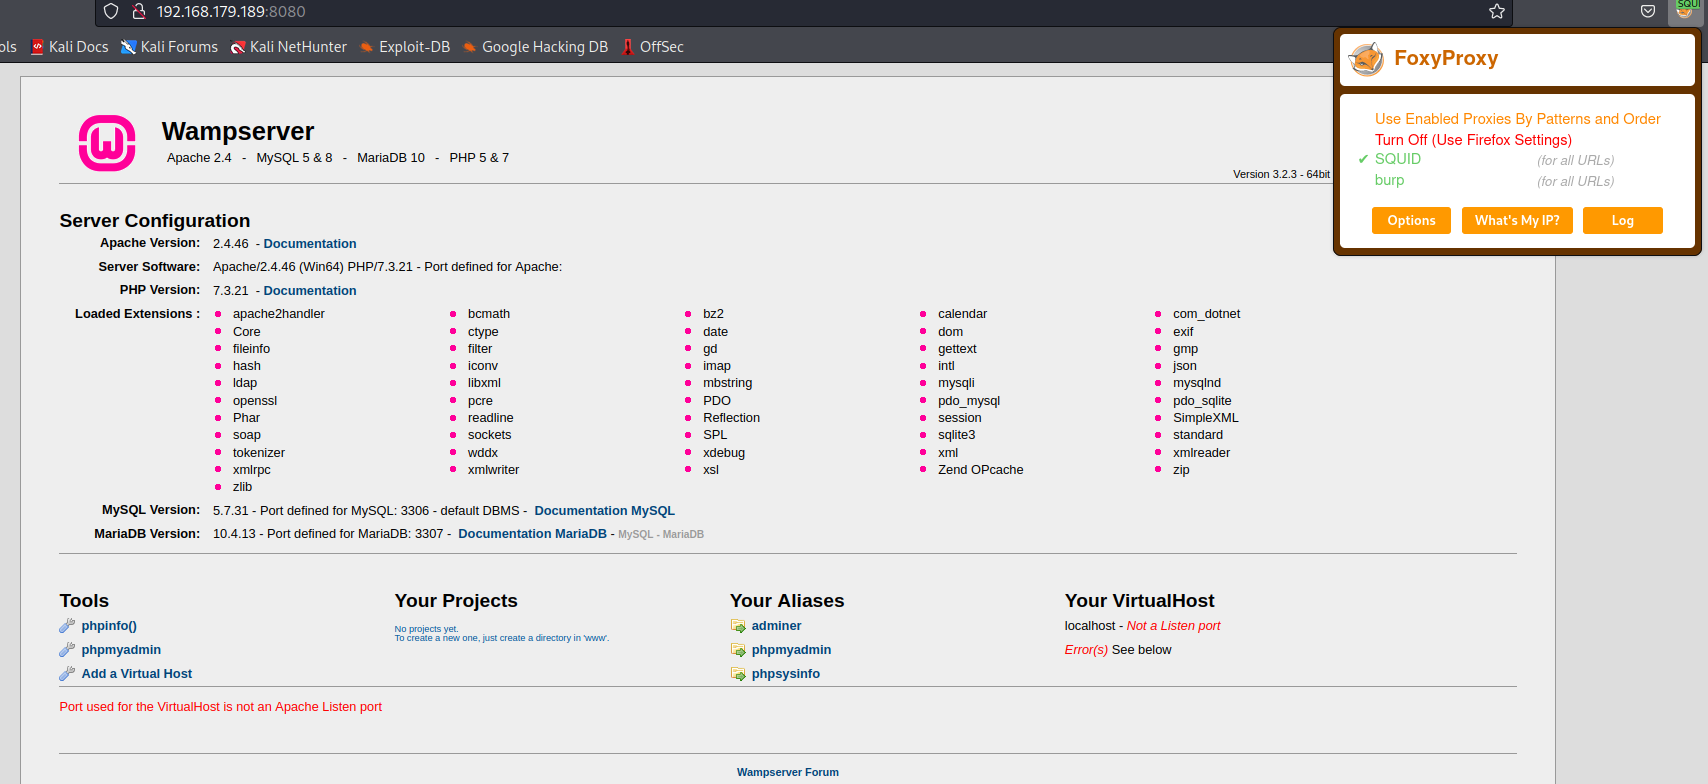 192.168.179.189:8080
SQUI
ols Kali Docs Kali Forums Kali NetHunter Exploit-DB Google Hacking DB OffSec
FoxyProxy
Use Enabled Proxies By Patterns and Order
Turn Off (Use Firefox Settings)
✔ SQUID (for all URLs)
burp (for all URLs)
Options What's My IP? Log
Wampserver
Apache 2.4 - MySQL 5 & 8 - MariaDB 10 - PHP 5 & 7
Version 3.2.3 - 64bit
Server Configuration
Apache Version: 2.4.46 - Documentation
Server Software: Apache/2.4.46 (Win64) PHP/7.3.21 - Port defined for Apache:
PHP Version: 7.3.21 - Documentation
Loaded Extensions : apache2handler bcmath bz2 calendar com_dotnet
Core ctype date dom exif
fileinfo filter gd gettext gmp
hash iconv imap intl json
ldap libxml mbstring mysqli mysqlnd
openssl pcre PDO pdo_mysql pdo_sqlite
Phar readline Reflection session SimpleXML
soap sockets SPL sqlite3 standard
tokenizer wddx xdebug xml xmlreader
xmlrpc xmlwriter xsl Zend OPcache zip
zlib
MySQL Version: 5.7.31 - Port defined for MySQL: 3306 - default DBMS - Documentation MySQL
MariaDB Version: 10.4.13 - Port defined for MariaDB: 3307 - Documentation MariaDB - MySQL - MariaDB
Tools
phpinfo()
phpmyadmin
Add a Virtual Host
Your Projects
No projects yet.
To create a new one, just create a directory in 'www'.
Your Aliases
adminer
phpmyadmin
phpsysinfo
Your VirtualHost
localhost - Not a Listen port
Error(s) See below
Port used for the VirtualHost is not an Apache Listen port
Wampserver Forum